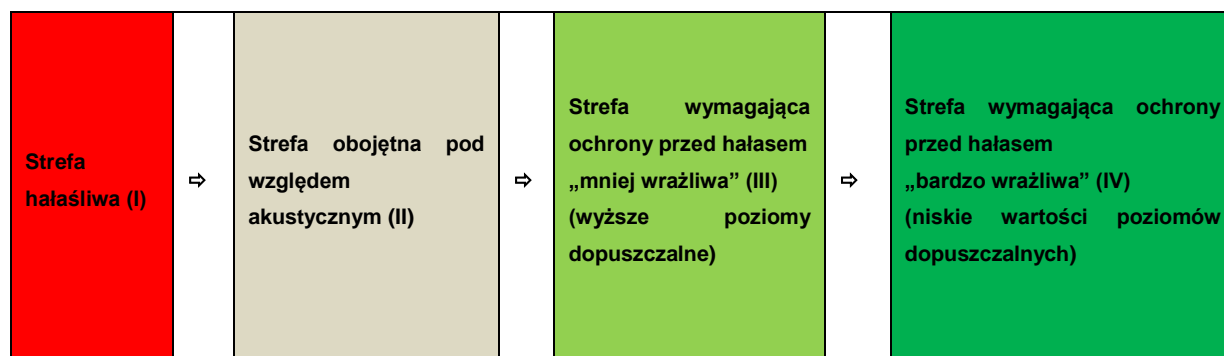 Strefa
hałaśliwa (I)
⇨
Strefa obojętna pod
względem
akustycznym (II)
⇨
Strefa wymagająca
ochrony przed hałasem
„mniej wrażliwa” (III)
(wyższe poziomy
dopuszczalne)
⇨
Strefa wymagająca ochrony
przed hałasem
„bardzo wrażliwa” (IV)
(niskie wartości poziomów
dopuszczalnych)